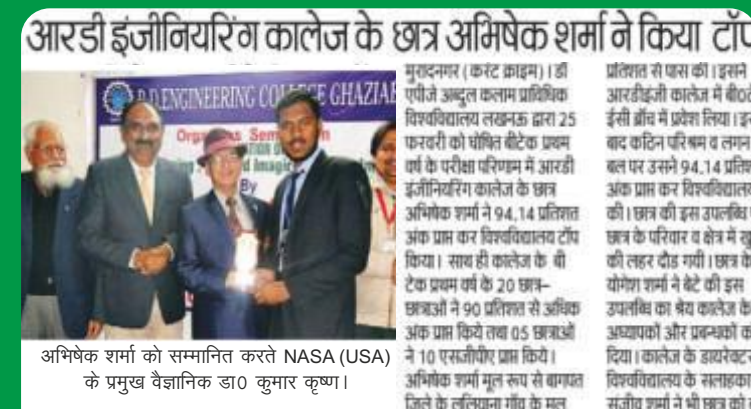 आरडी इंजीनियरिंग कालेज के छात्र अभिषेक शर्मा ने किया टॉप
R.D.ENGINEERING COLLEGE GHAZIAB
Organises Sem
By
अभिषेक शर्मा को सम्मानित करते NASA (USA)
के प्रमुख वैज्ञानिक डा0 कुमार कृष्ण।
मुरादनगर (करंट क्राइम)। डॉ
एपीजे अब्दुल कलाम प्राविधिक
विश्वविद्यालय लखनऊ द्वारा 25
फरवरी को घोषित बीटेक प्रथम
वर्ष के परीक्षा परिणाम में आरडी
इंजीनियरिंग कालेज के छात्र
अभिषेक शर्मा ने 94.14 प्रतिशत
अंक प्राप्त कर विश्वविद्यालय टॉप
किया। साथ ही कालेज के बी
टेक प्रथम वर्ष के 20 छात्र-
छात्राओं ने 90 प्रतिशत से अधिक
अंक प्राप्त किये तथा 05 छात्राओं
ने 10 एसजीपीए प्राप्त किये।
अभिषेक शर्मा मूल रूप से बागपत
जिले के ललियाना गाँव के मूल
प्रतिशत से पास की। इसने
आरडीइंजी कालेज में बी0टे
ईसी ब्राँच में प्रवेश लिया। इस
बाद कठिन परिश्रम व लगन
बल पर उसने 94.14 प्रतिश
अंक प्राप्त कर विश्वविद्याल
की। छात्र की इस उपलब्धि
छात्र के परिवार व क्षेत्र में खु
की लहर दौड गयी। छात्र के
योगेश शर्मा ने बेटे की इस
उपलब्धि का श्रेय कालेज के
अध्यापकों और प्रबन्धकों क
दिया। कालेज के डायरेक्टर
विश्वविद्यालय के सलाहका
संजीव शर्मा ने भी छात्र को